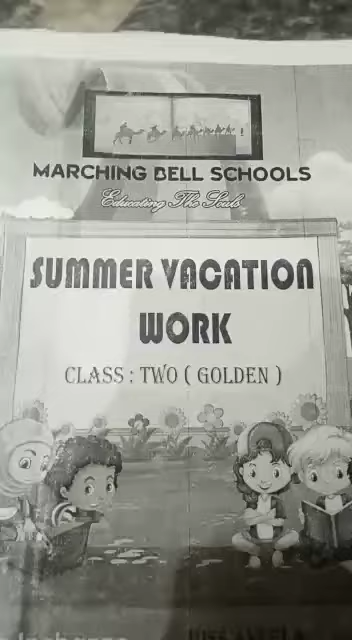 MARCHING BELL SCHOOLS
Educating The Souls
SUMMER VACATION
WORK
CLASS : TWO ( GOLDEN )